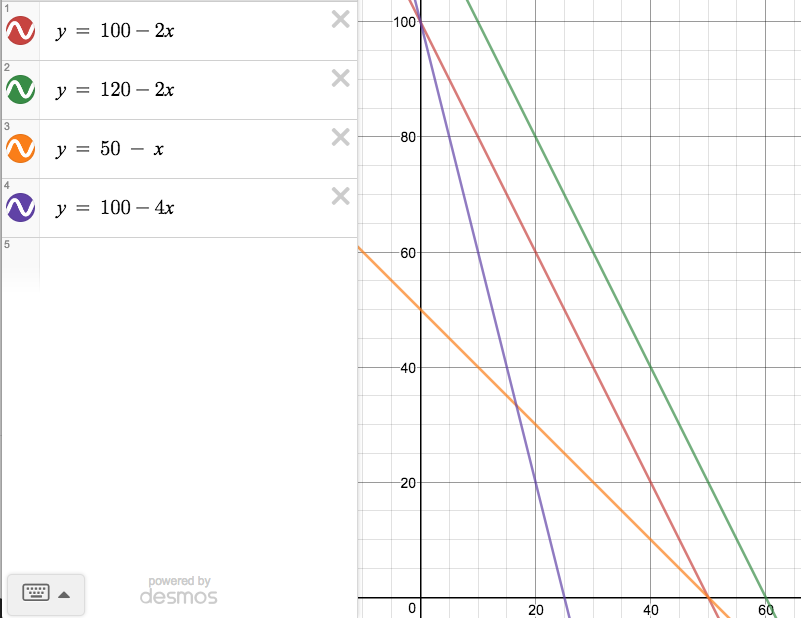 1
y = 100 − 2x
2
y = 120 − 2x
3
y = 50 − x
4
y = 100 − 4x
5
powered by
desmos
100
80
60
40
20
0
20
40
60